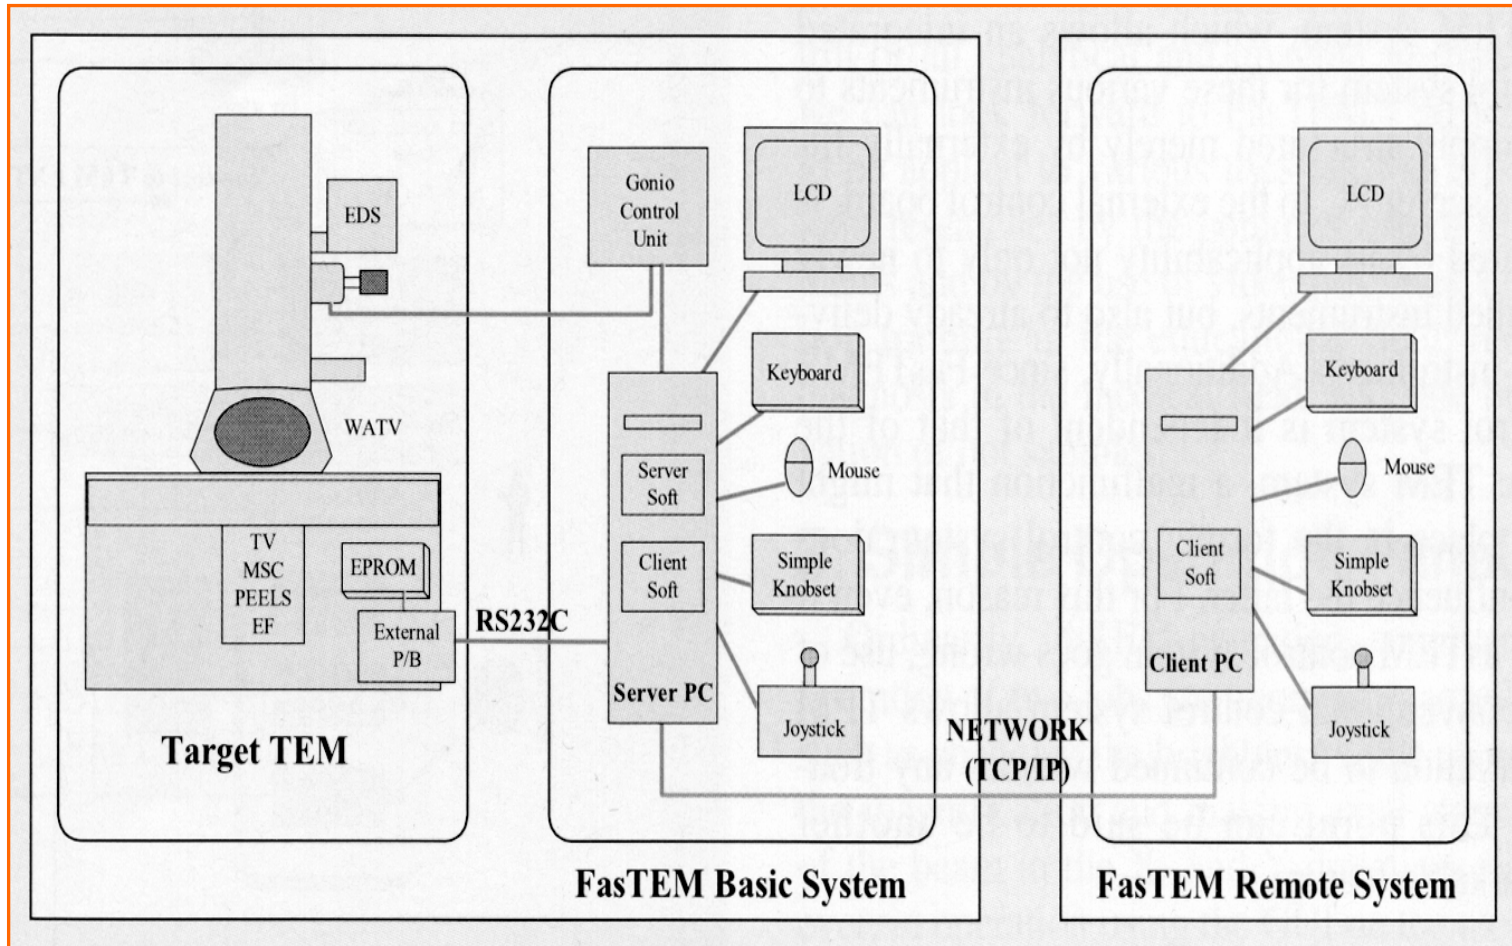 EDS
WATV
TV
MSC
PEELS
EF
EPROM
External
P/B
Target TEM
RS232C
Gonio
Control
Unit
LCD
Keyboard
Server
Soft
Mouse
Client
Soft
Simple
Knobset
Server PC
Joystick
FasTEM Basic System
NETWORK
(TCP/IP)
LCD
Keyboard
Mouse
Client
Soft
Simple
Knobset
Client PC
Joystick
FasTEM Remote System